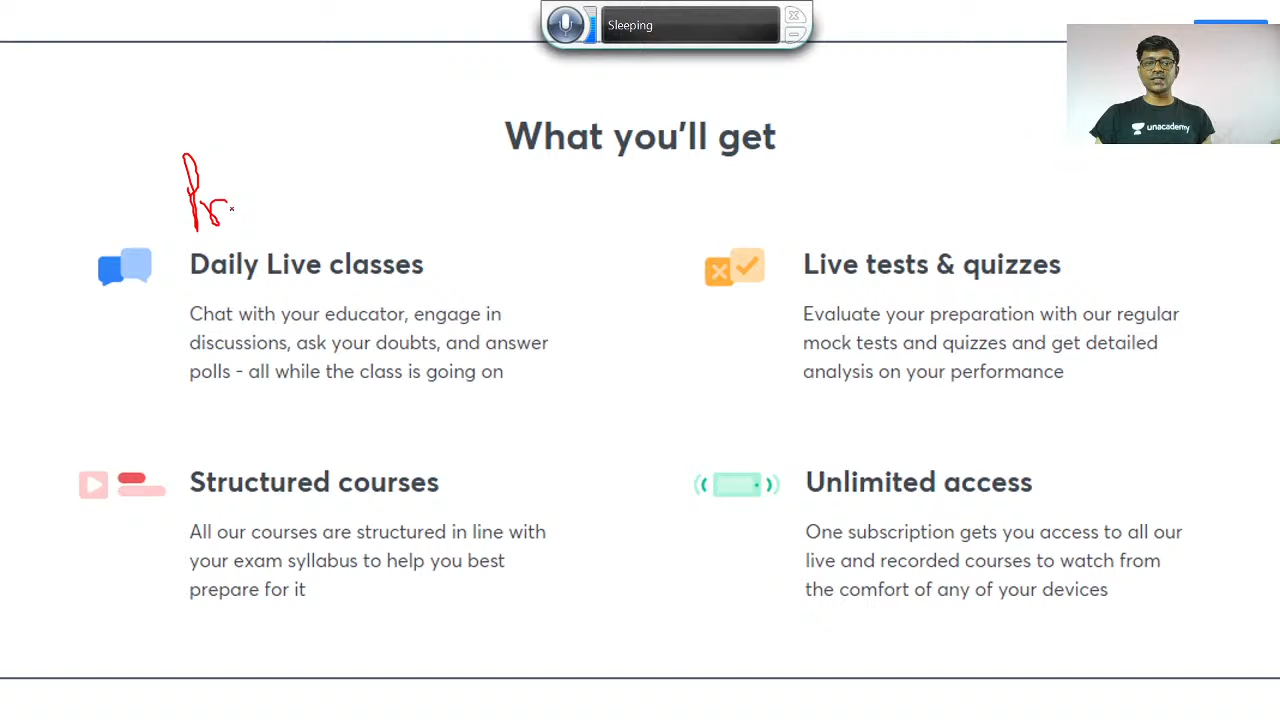 Sleeping
unacademy
What you'll get
Pr
Daily Live classes
Chat with your educator, engage in
discussions, ask your doubts, and answer
polls - all while the class is going on
Live tests & quizzes
Evaluate your preparation with our regular
mock tests and quizzes and get detailed
analysis on your performance
Structured courses
All our courses are structured in line with
your exam syllabus to help you best
prepare for it
Unlimited access
One subscription gets you access to all our
live and recorded courses to watch from
the comfort of any of your devices